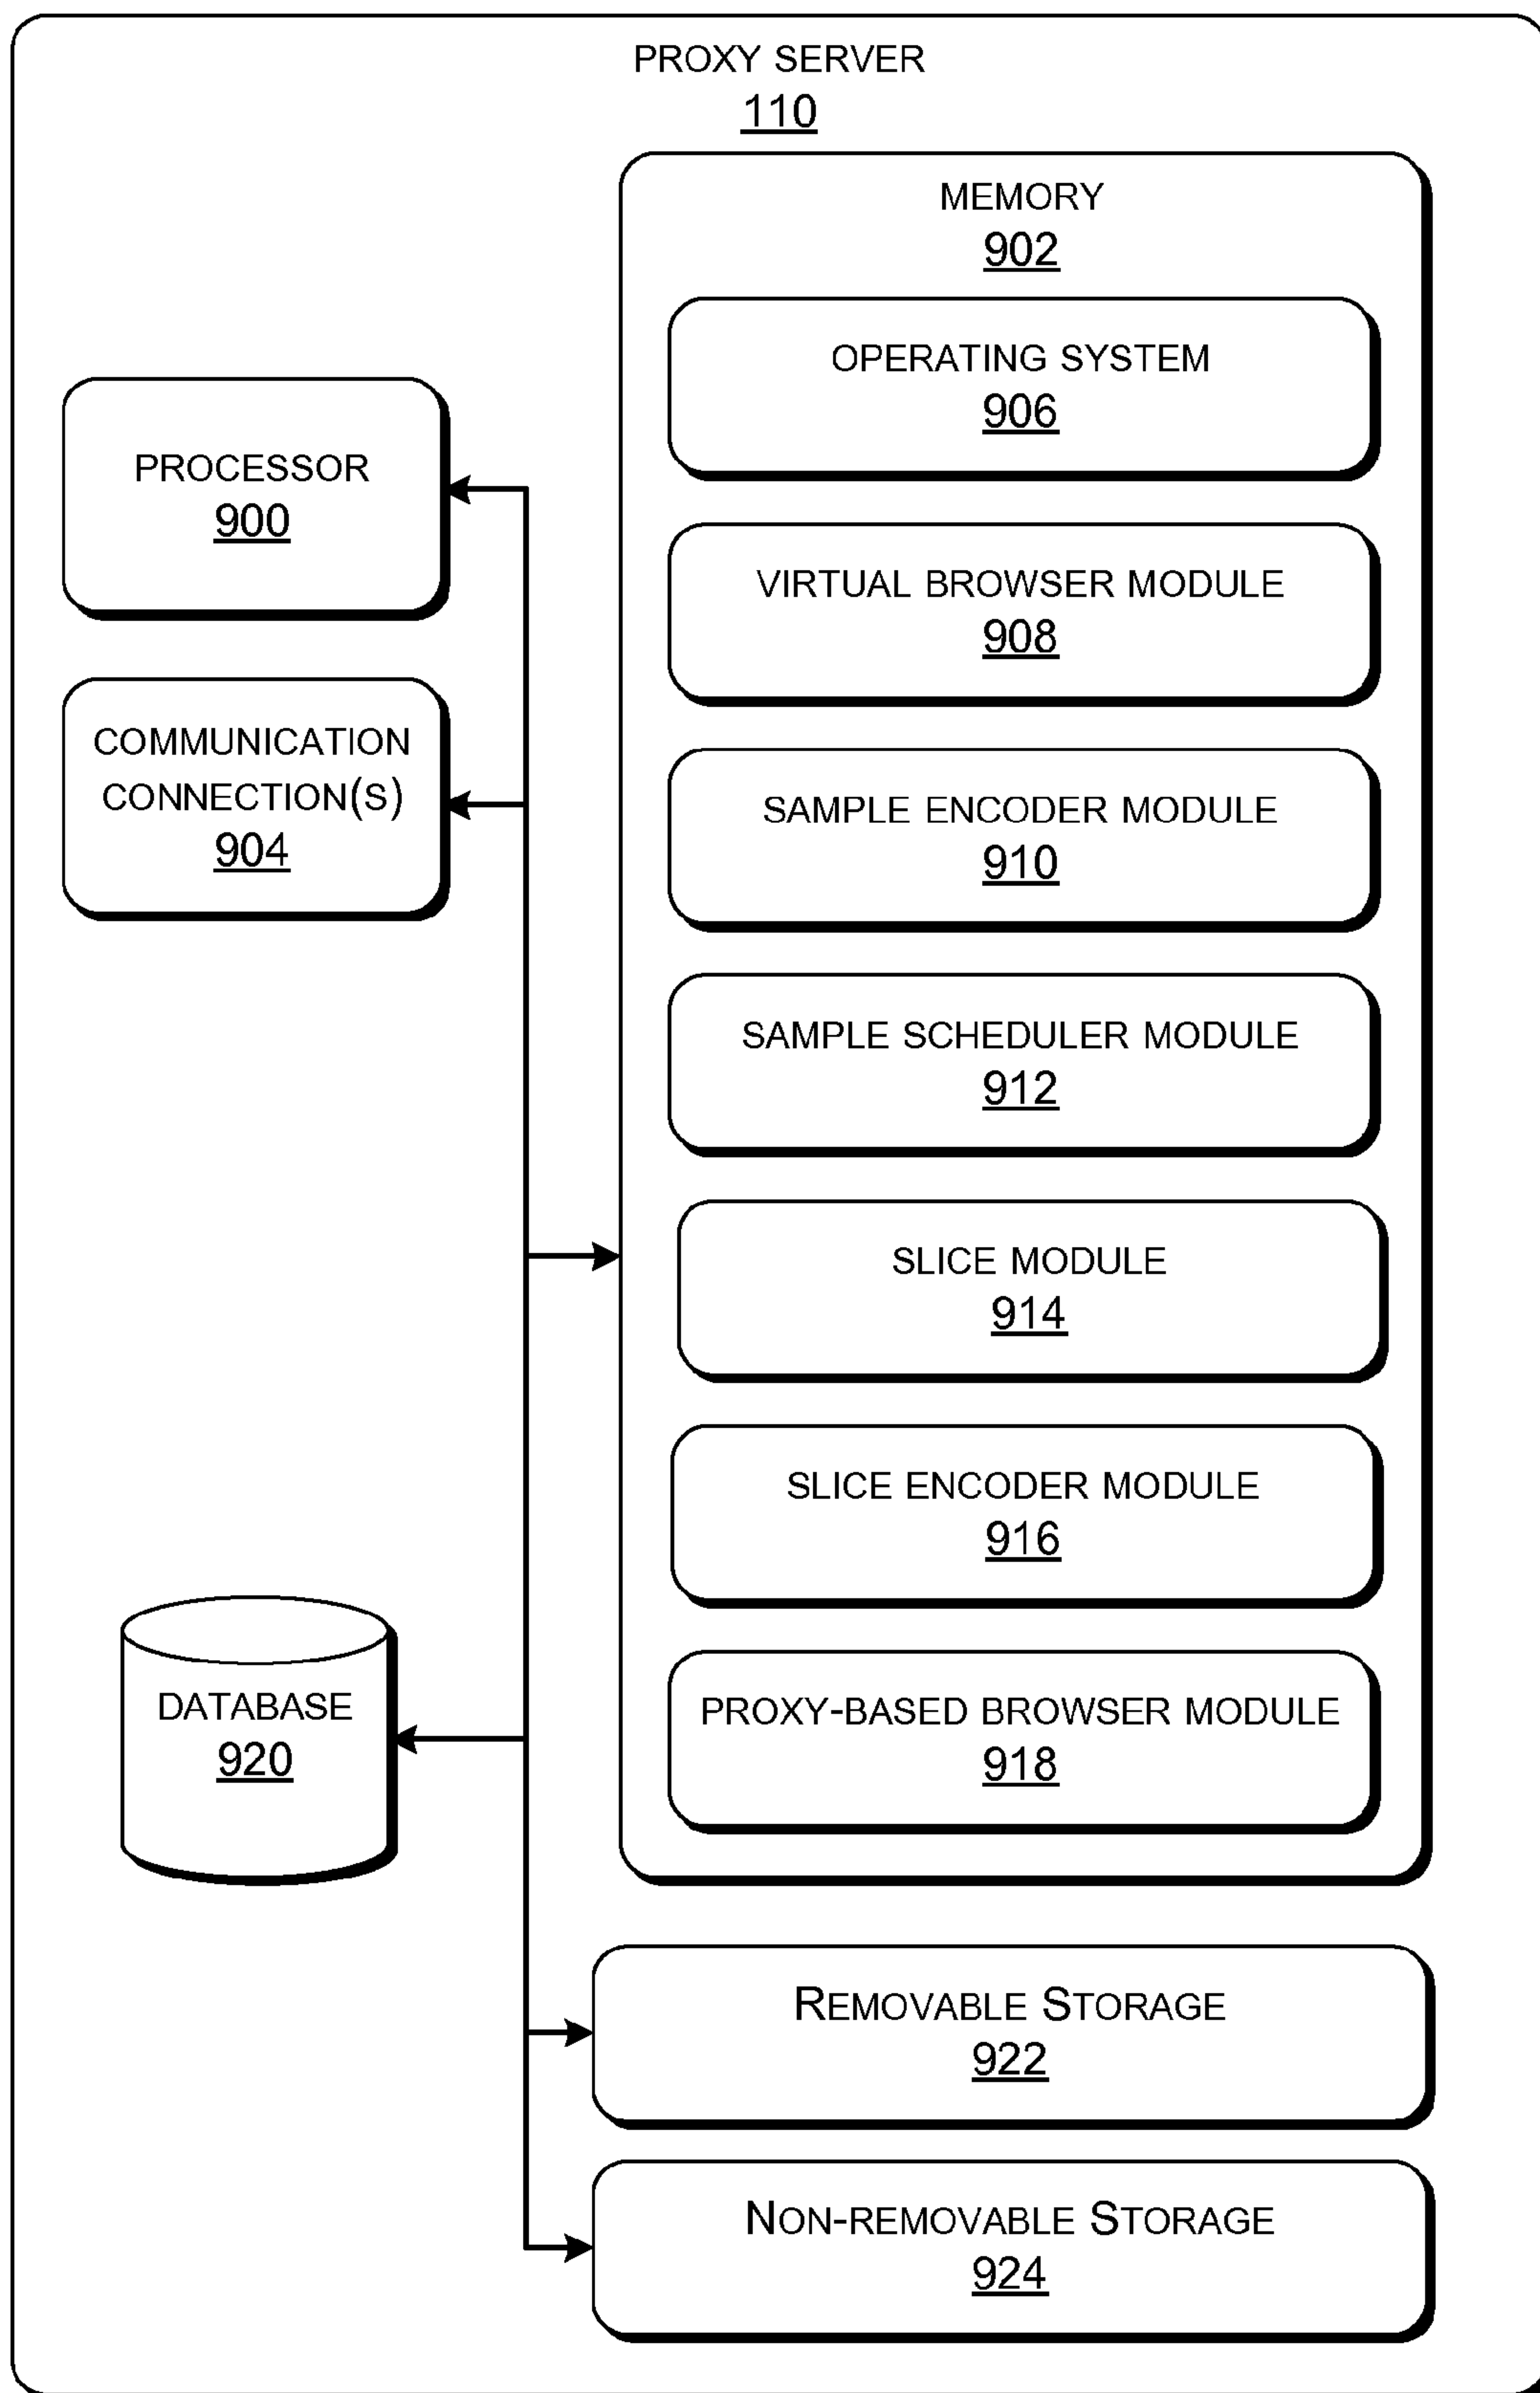 PROXY SERVER
110
MEMORY
902
OPERATING SYSTEM
906
PROCESSOR
900
VIRTUAL BROWSER MODULE
908
COMMUNICATION
CONNECTION(S)
904
SAMPLE ENCODER MODULE
910
SAMPLE SCHEDULER MODULE
912
SLICE MODULE
914
SLICE ENCODER MODULE
916
DATABASE
920
PROXY-BASED BROWSER MODULE
918
REMOVABLE STORAGE
922
NON-REMOVABLE STORAGE
924